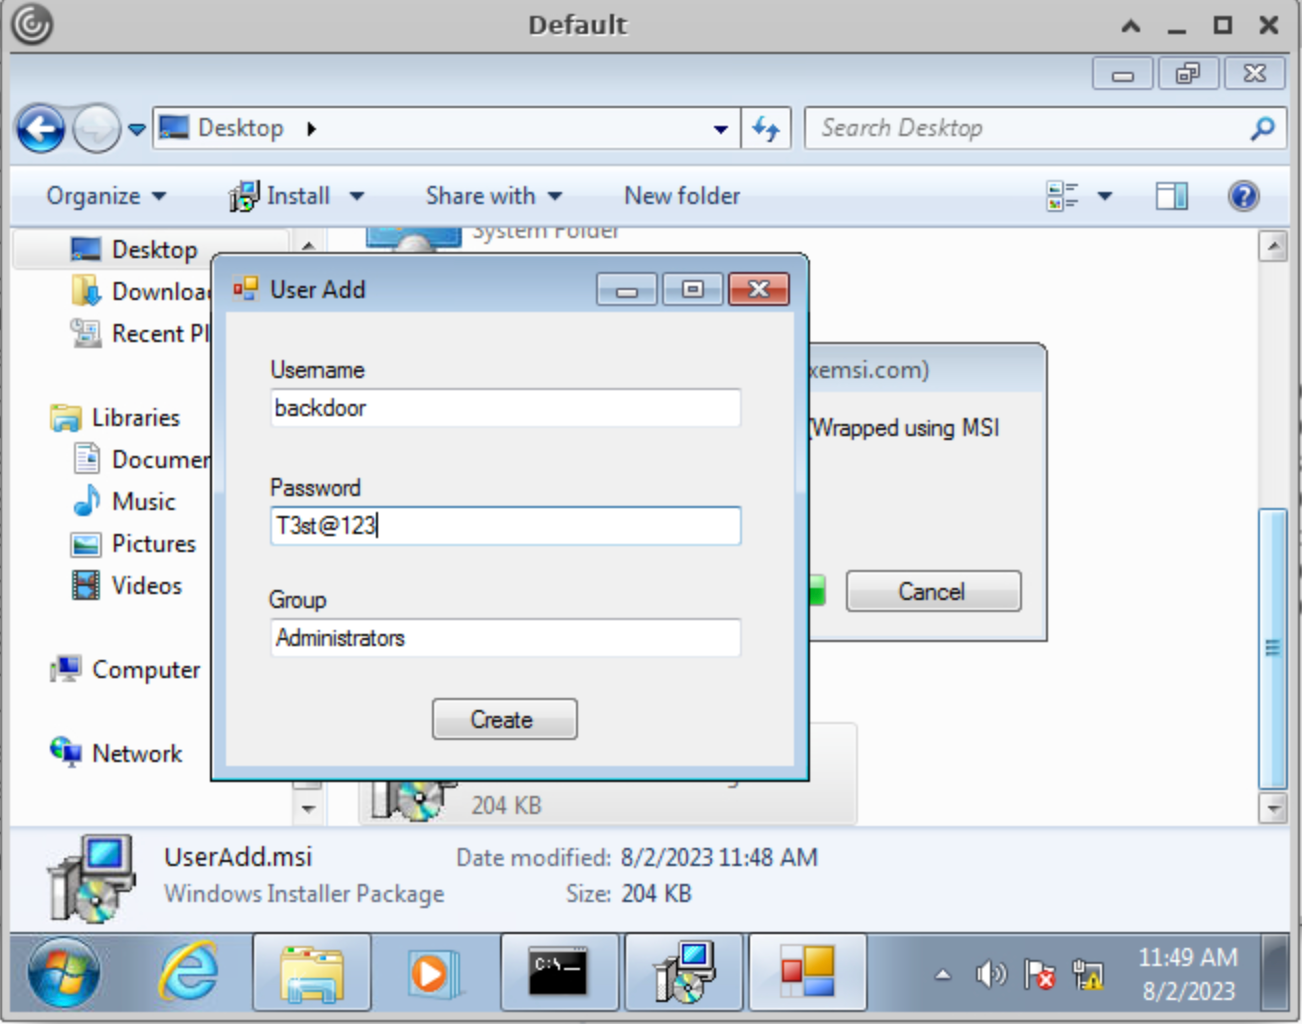 Default
Desktop
Search Desktop
Organize
Install
Share with
New folder
Desktop
System Folder
Recent Pl
Libraries
Music
Pictures
Videos
Computer
Network
User Add
Username
backdoor
Password
T3st@123
Group
Administrators
Create
xemsi.com)
(Wrapped using MSI
Cancel
204 KB
UserAdd.msi
Date modified: 8/2/2023 11:48 AM
Windows Installer Package
Size: 204 KB
C:\
11:49 AM
8/2/2023